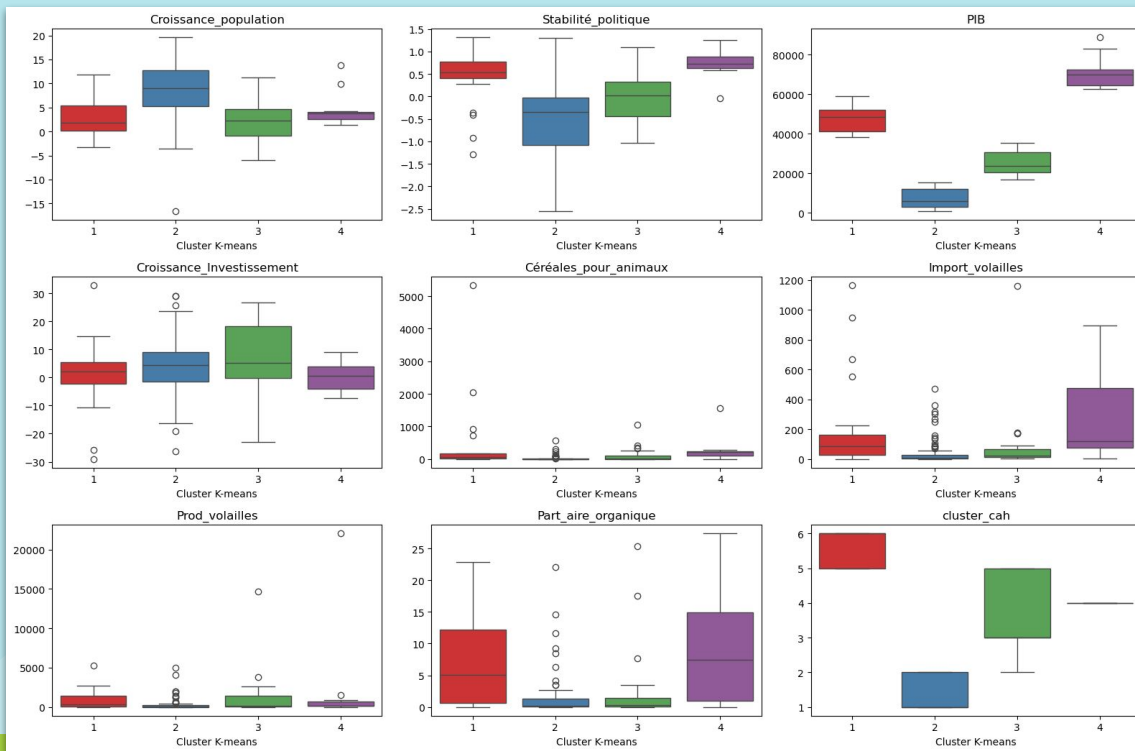 Croissance_population
20
15
10
5
0
−5
−10
−15
1 2 3 4
Cluster K-means
Stabilité_politique
1.5
1.0
0.5
0.0
−0.5
−1.0
−1.5
−2.0
−2.5
1 2 3 4
Cluster K-means
PIB
80000
60000
40000
20000
0
1 2 3 4
Cluster K-means
Croissance_Investissement
30
20
10
0
−10
−20
−30
1 2 3 4
Cluster K-means
Céréales_pour_animaux
5000
4000
3000
2000
1000
0
1 2 3 4
Cluster K-means
Import_volailles
1200
1000
800
600
400
200
0
1 2 3 4
Cluster K-means
Prod_volailles
20000
15000
10000
5000
0
1 2 3 4
Cluster K-means
Part_aire_organique
25
20
15
10
5
0
1 2 3 4
Cluster K-means
cluster_cah
6
5
4
3
2
1
1 2 3 4
Cluster K-means